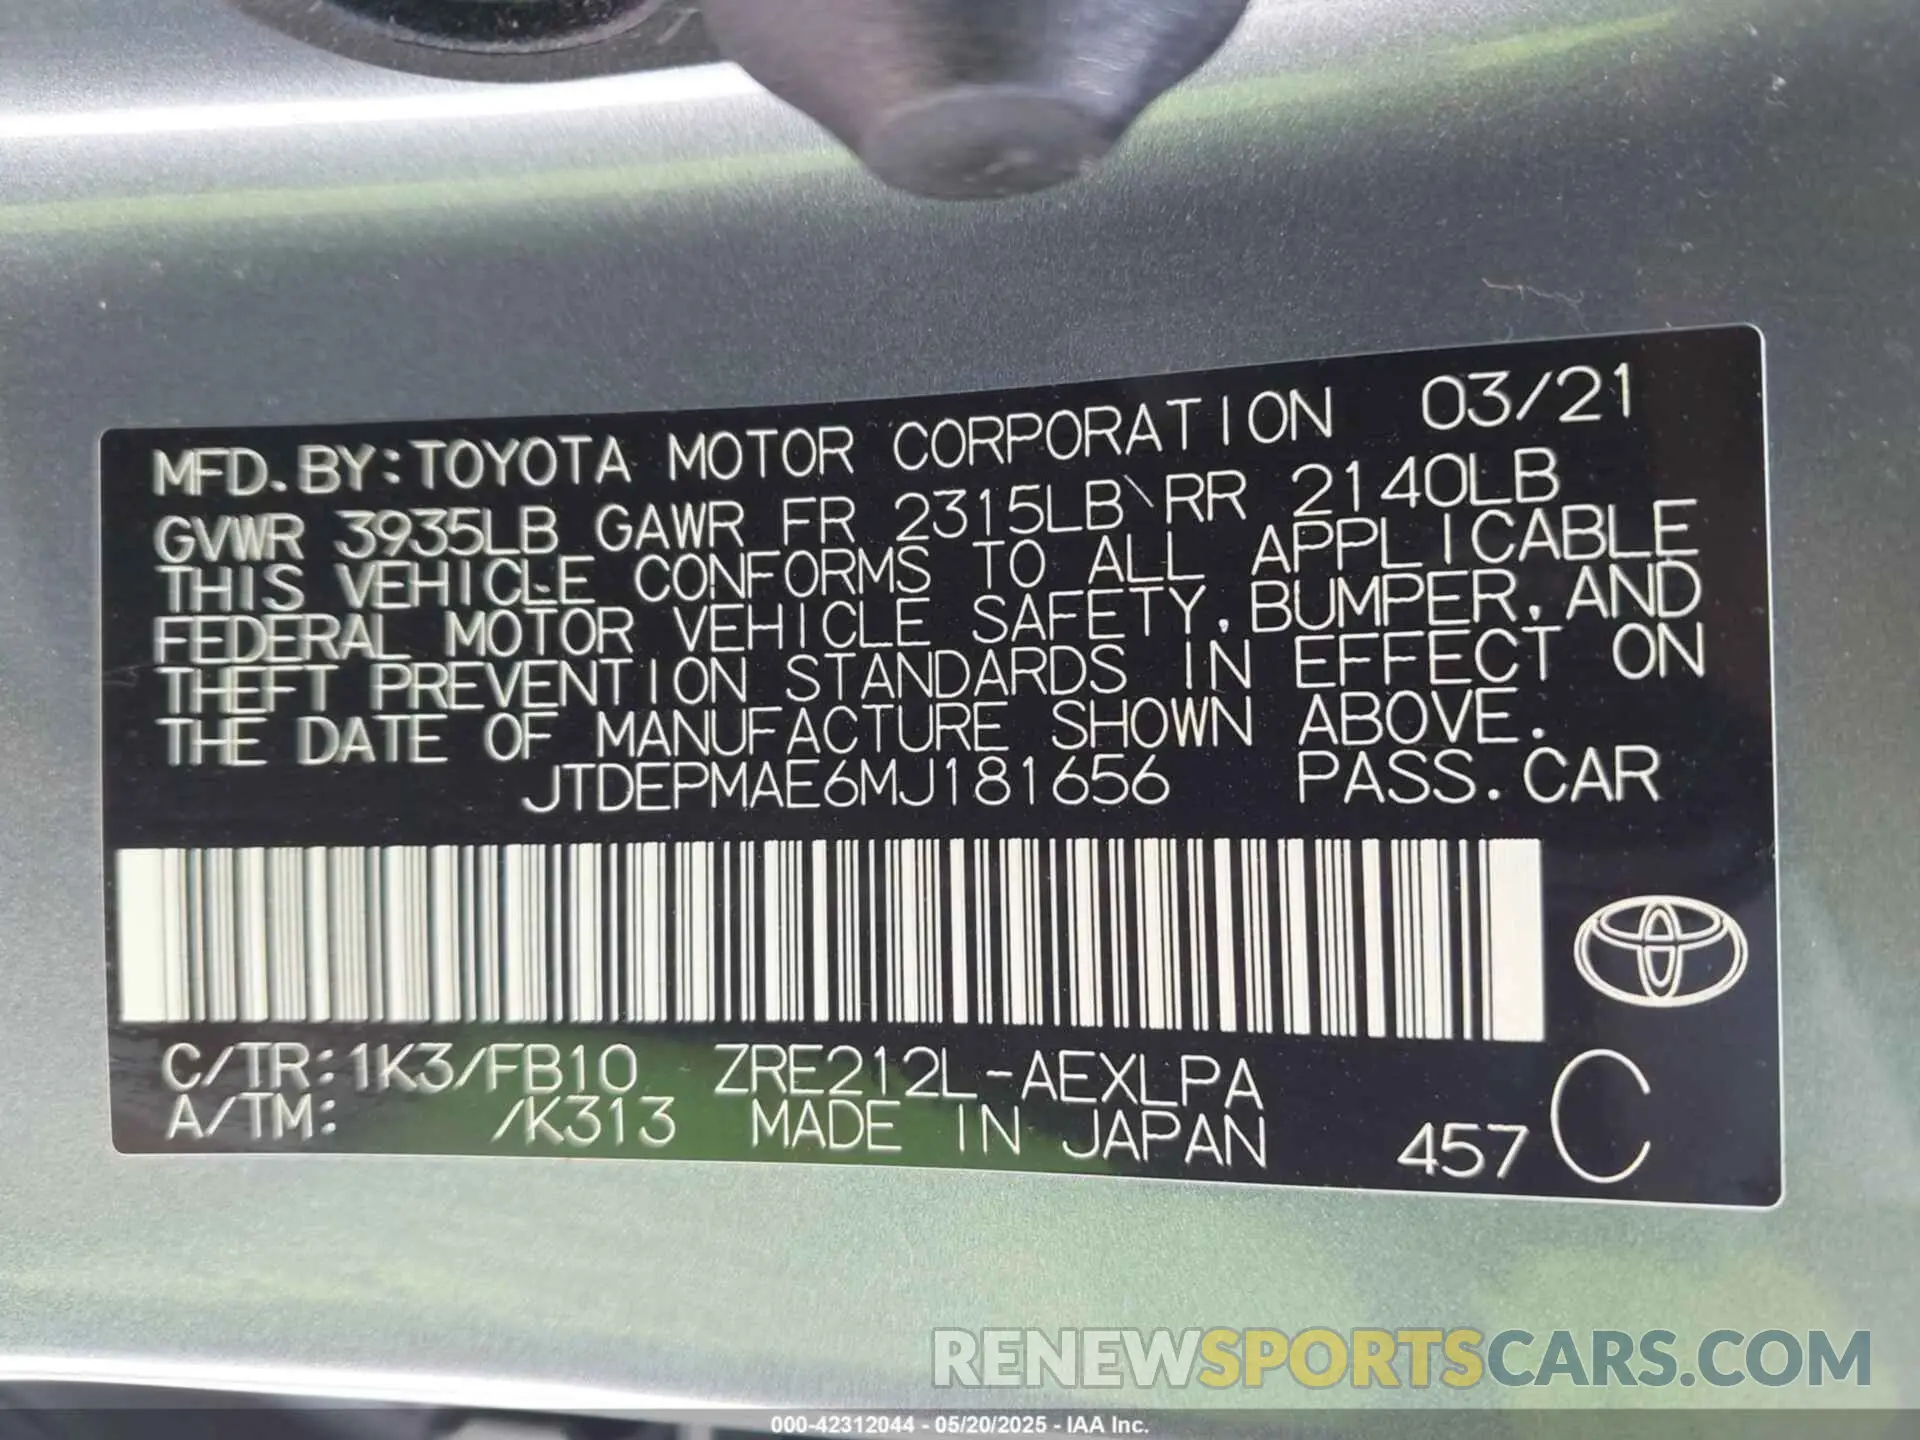 MFD. BY: TOYOTA MOTOR CORPORATION 03/21
GVWR 3935LB GAWR FR 2315LB\RR 2140LB
THIS VEHICLE CONFORMS TO ALL APPLICABLE
FEDERAL MOTOR VEHICLE SAFETY, BUMPER, AND
THEFT PREVENTION STANDARDS IN EFFECT ON
THE DATE OF MANUFACTURE SHOWN ABOVE.
JTDEPMAE6MJ181656 PASS. CAR
C/TR: 1K3/FB10 ZRE212L-AEXLPA
A/TM: /K313 MADE IN JAPAN 457 C
RENEWSPORTSCARS.COM
000-42312044 - 05/20/2025 - IAA Inc.